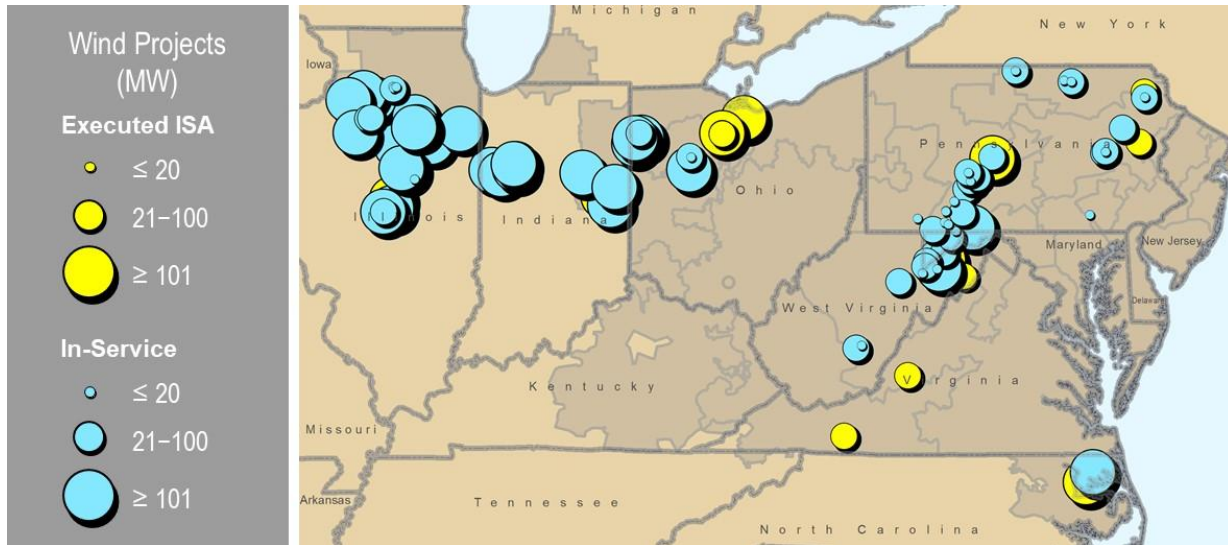 Wind Projects
(MW)
Executed ISA
≤ 20
21–100
≥ 101
In-Service
≤ 20
21–100
≥ 101
Michigan
New York
Iowa
Pennsylvania
Ohio
Illinois
Indiana
Maryland
New Jersey
Delaware
West Virginia
Kentucky
Virginia
Missouri
Arkansas
Tennessee
North Carolina